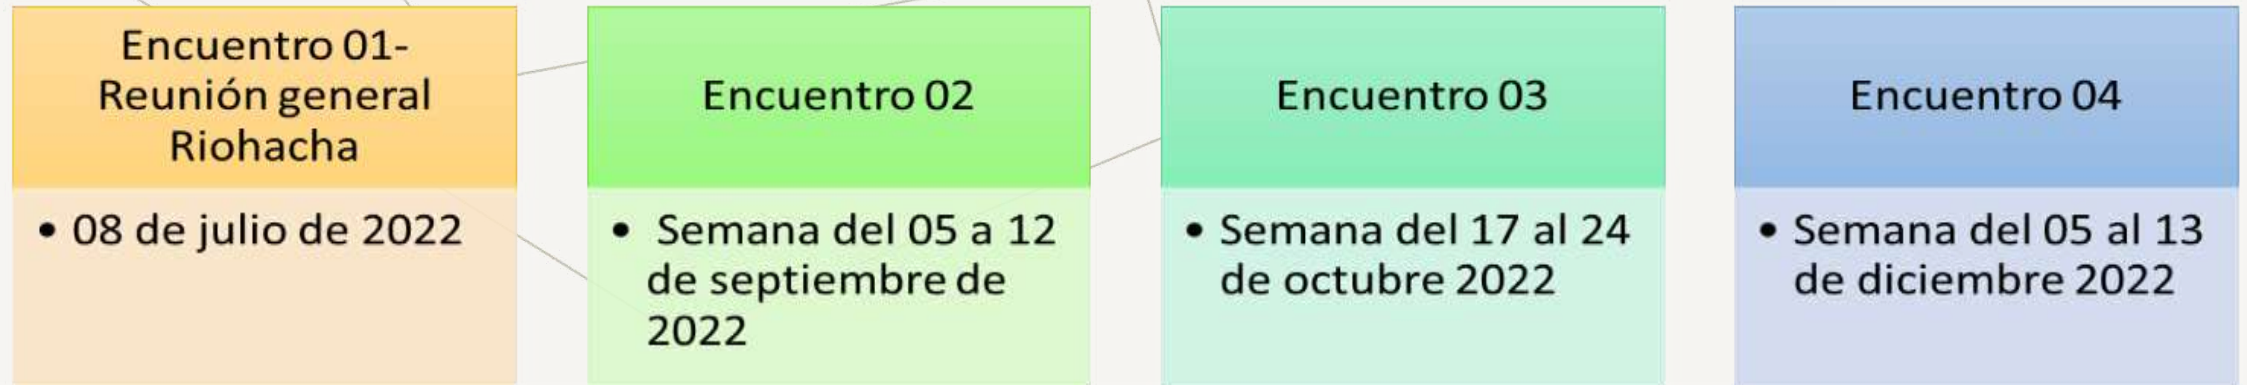 Encuentro 01-
Reunión general
Riohacha
• 08 de julio de 2022
Encuentro 02
• Semana del 05 a 12
de septiembre de
2022
Encuentro 03
• Semana del 17 al 24
de octubre 2022
Encuentro 04
• Semana del 05 al 13
de diciembre 2022